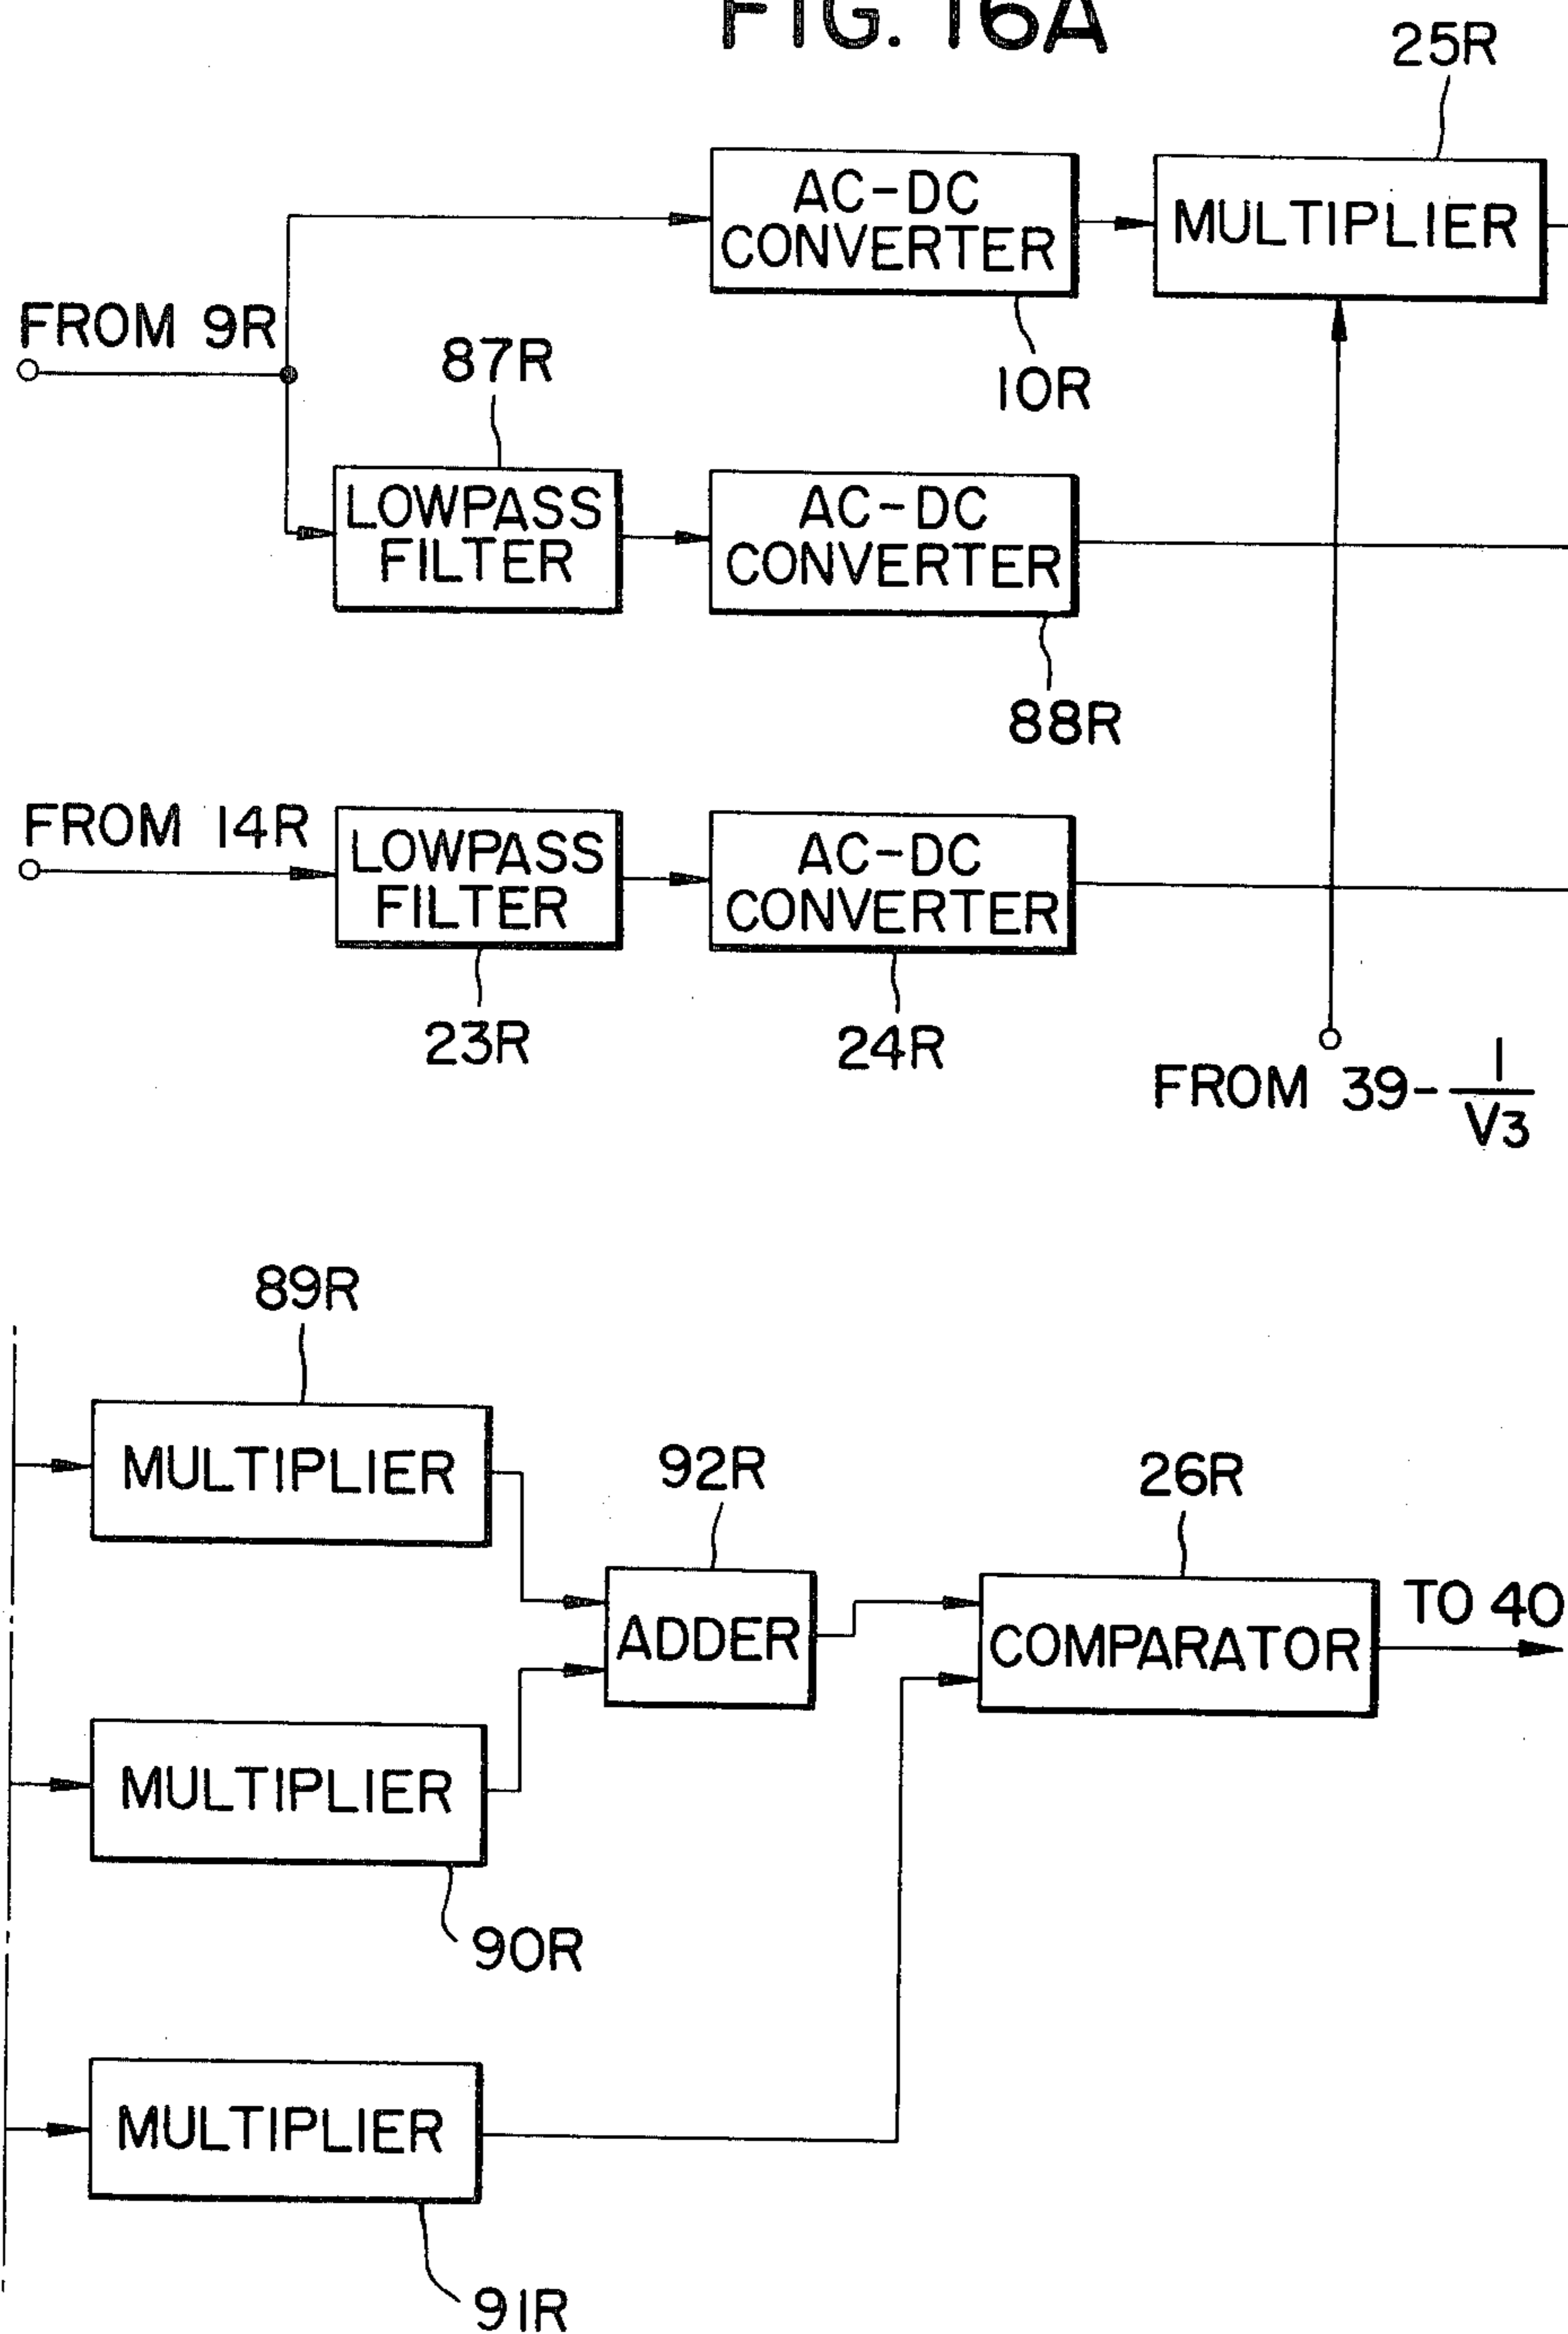 FIG. 16A
25R
AC-DC
CONVERTER
MULTIPLIER
FROM 9R
87R
10R
LOWPASS
FILTER
AC-DC
CONVERTER
88R
FROM 14R
LOWPASS
FILTER
AC-DC
CONVERTER
23R
24R
FROM 39-1/V3
89R
MULTIPLIER
92R
26R
ADDER
COMPARATOR
TO 40
MULTIPLIER
90R
MULTIPLIER
91R